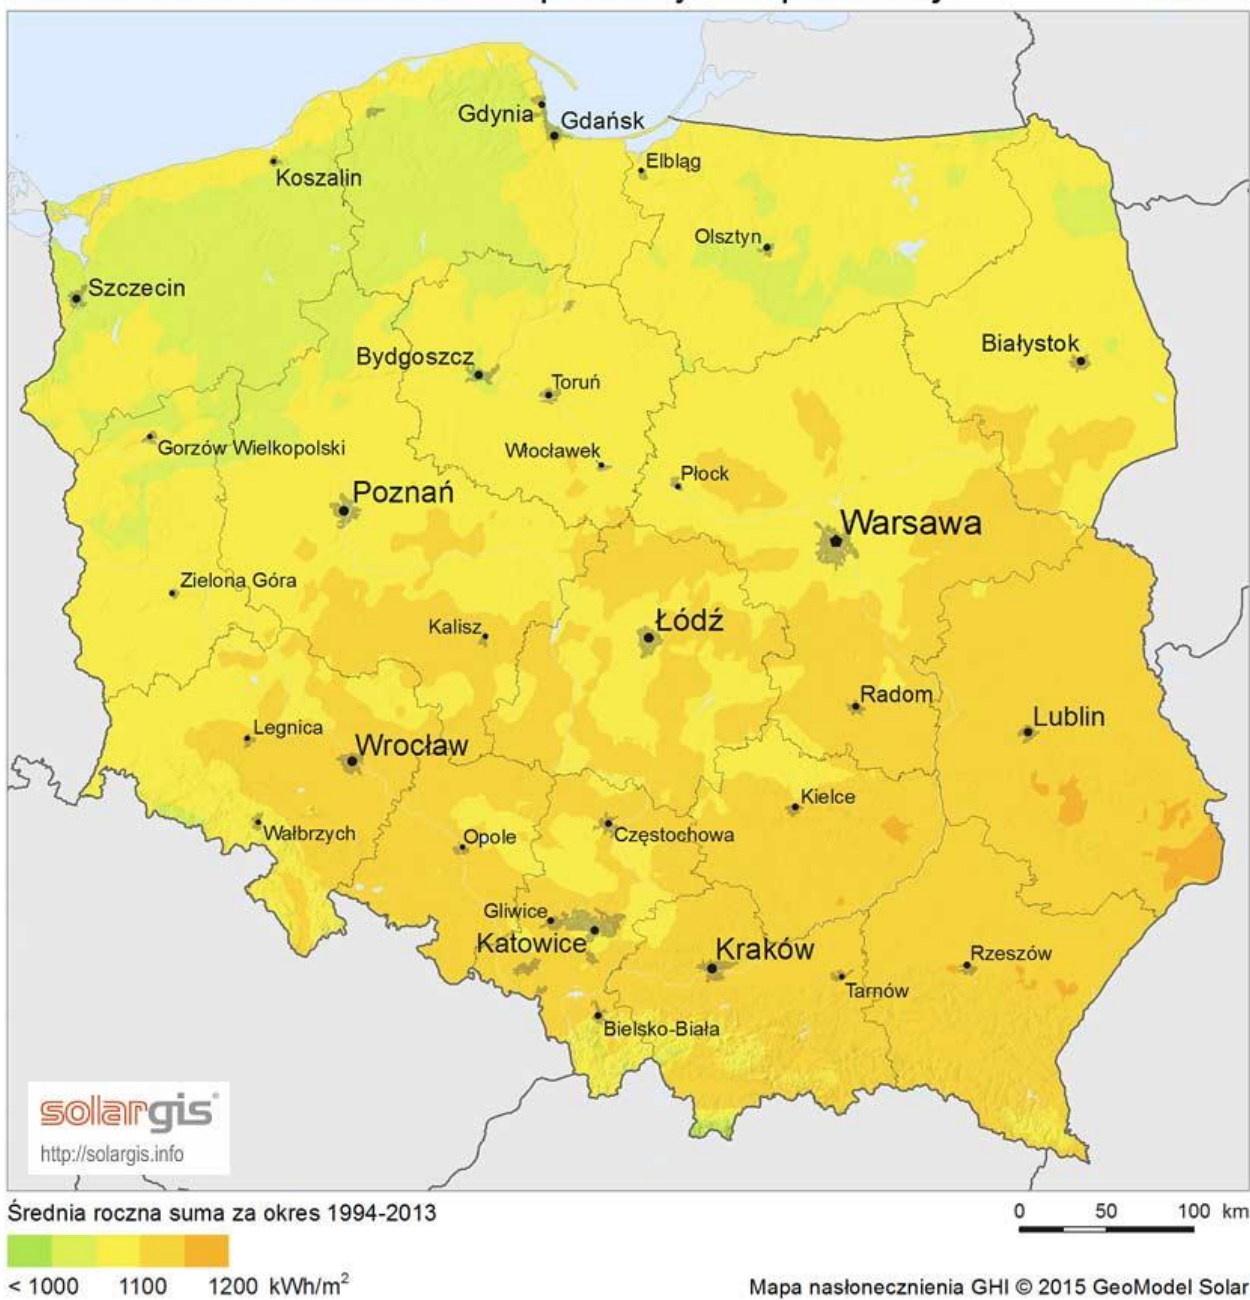 Gdynia
Gdańsk
Koszalin
Elbląg
Olsztyn
Szczecin
Białystok
Bydgoszcz
Toruń
Gorzów Wielkopolski
Włocławek
Płock
Poznań
Warsawa
Zielona Góra
Kalisz
Łódź
Radom
Lublin
Legnica
Wrocław
Kielce
Wałbrzych
Opole
Częstochowa
Gliwice
Katowice
Kraków
Rzeszów
Tarnów
Bielsko-Biała
solargis
http://solargis.info
Średnia roczna suma za okres 1994-2013
0 50 100 km
< 1000 1100 1200 kWh/m²
Mapa nasłonecznienia GHI © 2015 GeoModel Solar